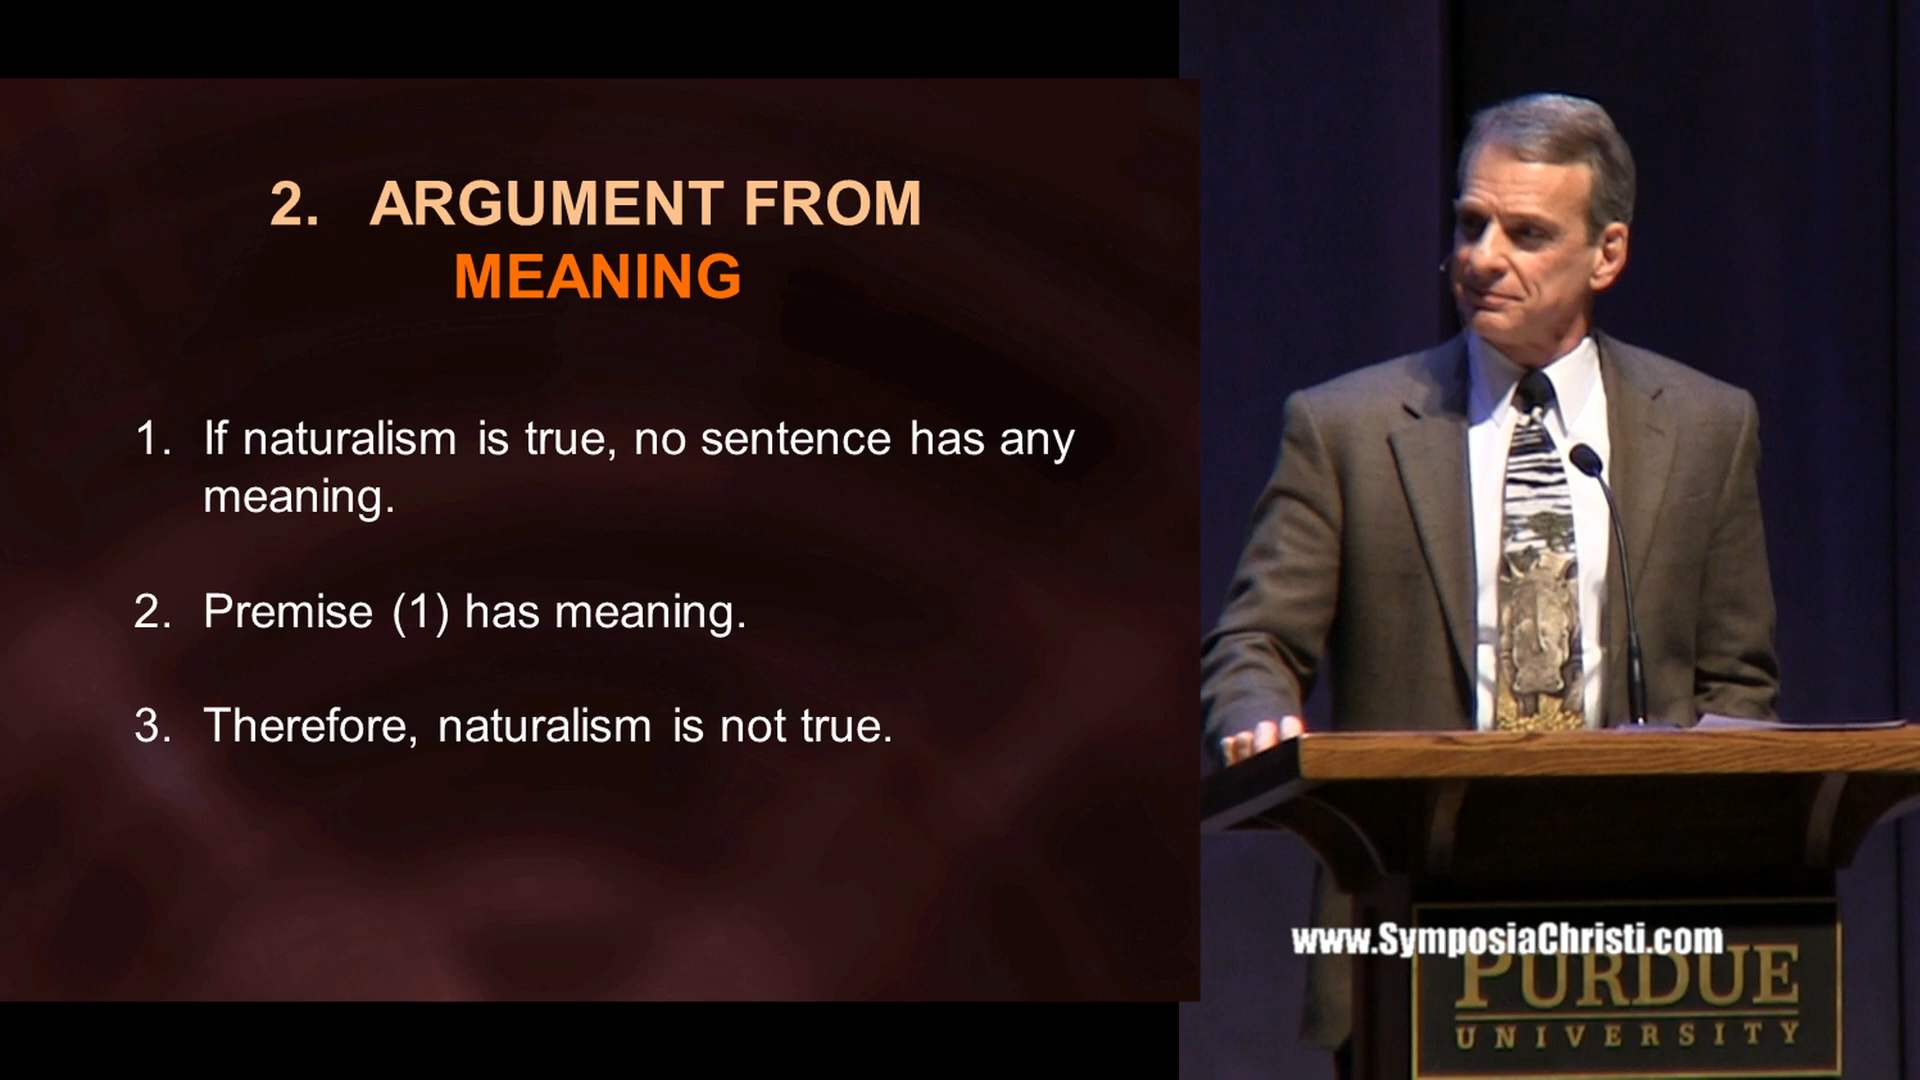 2. ARGUMENT FROM
MEANING
1. If naturalism is true, no sentence has any
meaning.
2. Premise (1) has meaning.
3. Therefore, naturalism is not true.
www.SymposiaChristi.com
PURDUE
UNIVERSITY